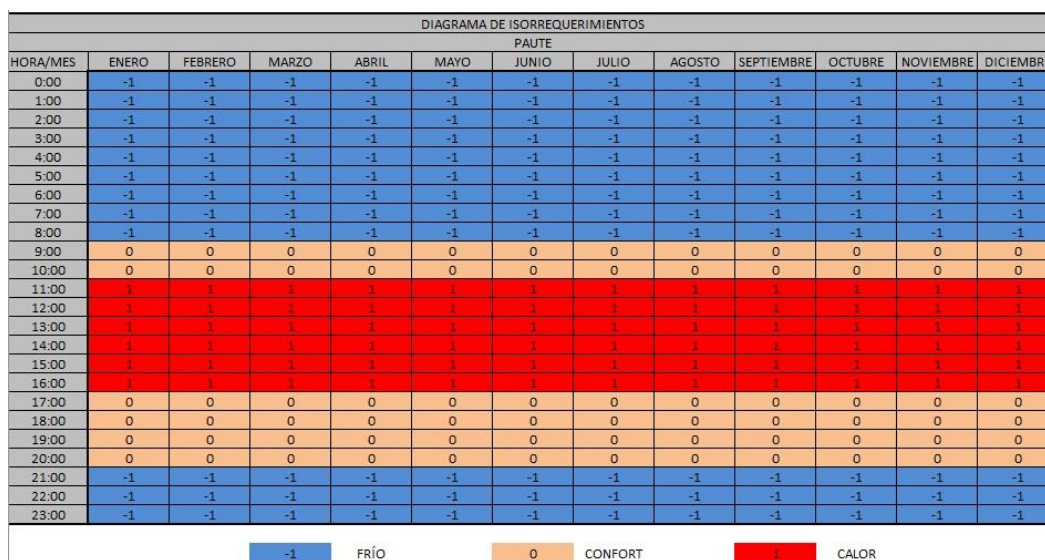 DIAGRAMA DE ISORREQUERIMIENTOS
PAUTE
HORA/MES ENERO FEBRERO MARZO ABRIL MAYO JUNIO JULIO AGOSTO SEPTIEMBRE OCTUBRE NOVIEMBRE DICIEMBR
0:00 -1 -1 -1 -1 -1 -1 -1 -1 -1 -1 -1 -1
1:00 -1 -1 -1 -1 -1 -1 -1 -1 -1 -1 -1 -1
2:00 -1 -1 -1 -1 -1 -1 -1 -1 -1 -1 -1 -1
3:00 -1 -1 -1 -1 -1 -1 -1 -1 -1 -1 -1 -1
4:00 -1 -1 -1 -1 -1 -1 -1 -1 -1 -1 -1 -1
5:00 -1 -1 -1 -1 -1 -1 -1 -1 -1 -1 -1 -1
6:00 -1 -1 -1 -1 -1 -1 -1 -1 -1 -1 -1 -1
7:00 -1 -1 -1 -1 -1 -1 -1 -1 -1 -1 -1 -1
8:00 -1 -1 -1 -1 -1 -1 -1 -1 -1 -1 -1 -1
9:00 0 0 0 0 0 0 0 0 0 0 0 0
10:00 0 0 0 0 0 0 0 0 0 0 0 0
11:00 1 1 1 1 1 1 1 1 1 1 1 1
12:00 1 1 1 1 1 1 1 1 1 1 1 1
13:00 1 1 1 1 1 1 1 1 1 1 1 1
14:00 1 1 1 1 1 1 1 1 1 1 1 1
15:00 1 1 1 1 1 1 1 1 1 1 1 1
16:00 1 1 1 1 1 1 1 1 1 1 1 1
17:00 0 0 0 0 0 0 0 0 0 0 0 0
18:00 0 0 0 0 0 0 0 0 0 0 0 0
19:00 0 0 0 0 0 0 0 0 0 0 0 0
20:00 0 0 0 0 0 0 0 0 0 0 0 0
21:00 -1 -1 -1 -1 -1 -1 -1 -1 -1 -1 -1 -1
22:00 -1 -1 -1 -1 -1 -1 -1 -1 -1 -1 -1 -1
23:00 -1 -1 -1 -1 -1 -1 -1 -1 -1 -1 -1 -1
-1 FRÍO 0 CONFORT 1 CALOR